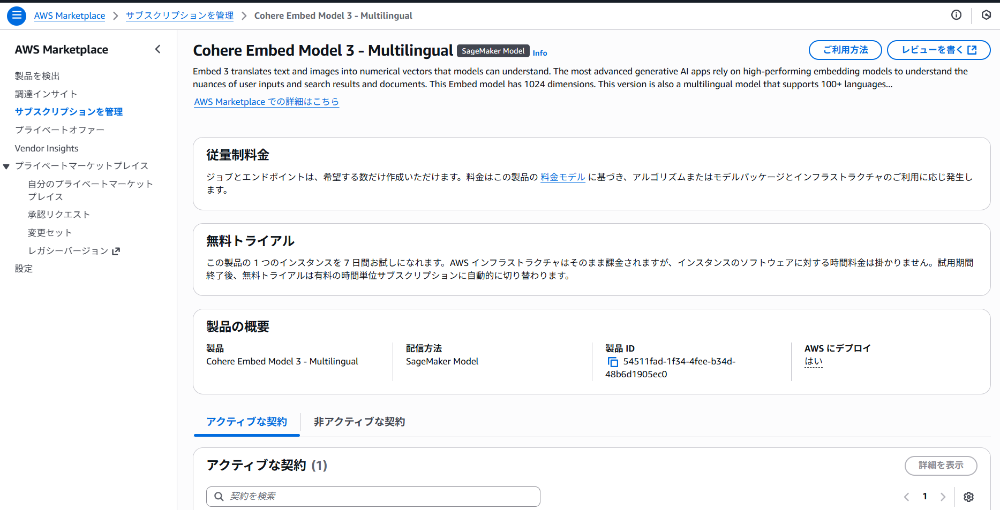 AWS Marketplace > サブスクリプションを管理 > Cohere Embed Model 3 - Multilingual
AWS Marketplace
製品を検出
調達インサイト
サブスクリプションを管理
プライベートオファー
Vendor Insights
プライベートマーケットプレイス
自分のプライベートマーケット
プレイス
承認リクエスト
変更セット
レガシーバージョン
設定
Cohere Embed Model 3 - Multilingual SageMaker Model Info
ご利用方法
レビューを書く
Embed 3 translates text and images into numerical vectors that models can understand. The most advanced generative AI apps rely on high-performing embedding models to understand the
nuances of user inputs and search results and documents. This Embed model has 1024 dimensions. This version is also a multilingual model that supports 100+ languages...
AWS Marketplace での詳細はこちら
従量制料金
ジョブとエンドポイントは、希望する数だけ作成いただけます。料金はこの製品の 料金モデル に基づき、アルゴリズムまたはモデルパッケージとインフラストラクチャのご利用に応じ発生し
ます。
無料トライアル
この製品の 1 つのインスタンスを 7 日間お試しになれます。AWS インフラストラクチャはそのまま課金されますが、インスタンスのソフトウェアに対する時間料金は掛かりません。試用期間
終了後、無料トライアルは有料の時間単位サブスクリプションに自動的に切り替わります。
製品の概要
製品
Cohere Embed Model 3 - Multilingual
配信方法
SageMaker Model
製品 ID
54511fad-1f34-4fee-b34d-
48b6d1905ec0
AWS にデプロイ
はい
アクティブな契約
非アクティブな契約
アクティブな契約 (1)
詳細を表示
契約を検索
1